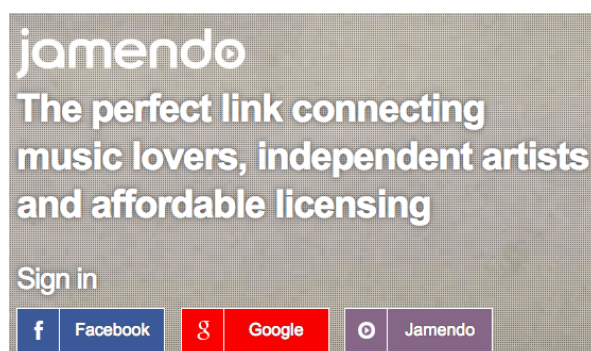 jamendo
The perfect link connecting
music lovers, independent artists
and affordable licensing
Sign in
f Facebook
g Google
Jamendo